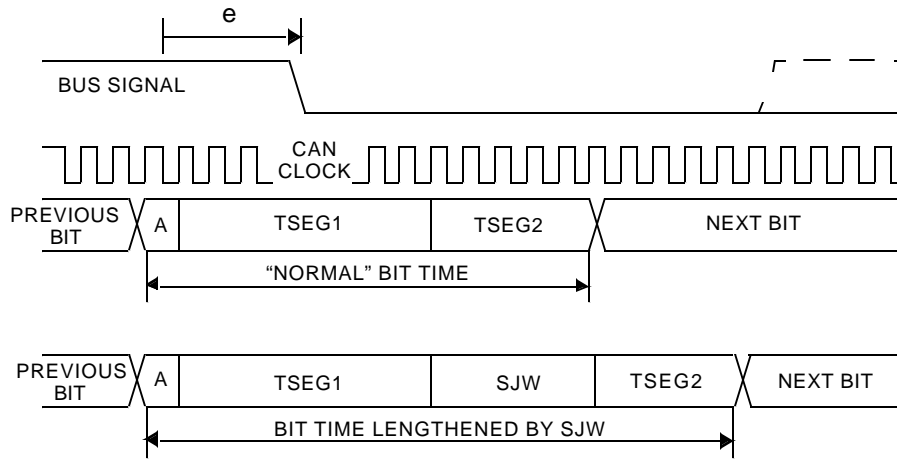 e
BUS SIGNAL
CAN
CLOCK
PREVIOUS
BIT
A
TSEG1
TSEG2
NEXT BIT
“NORMAL” BIT TIME
PREVIOUS
BIT
A
TSEG1
SJW
TSEG2
NEXT BIT
BIT TIME LENGTHENED BY SJW